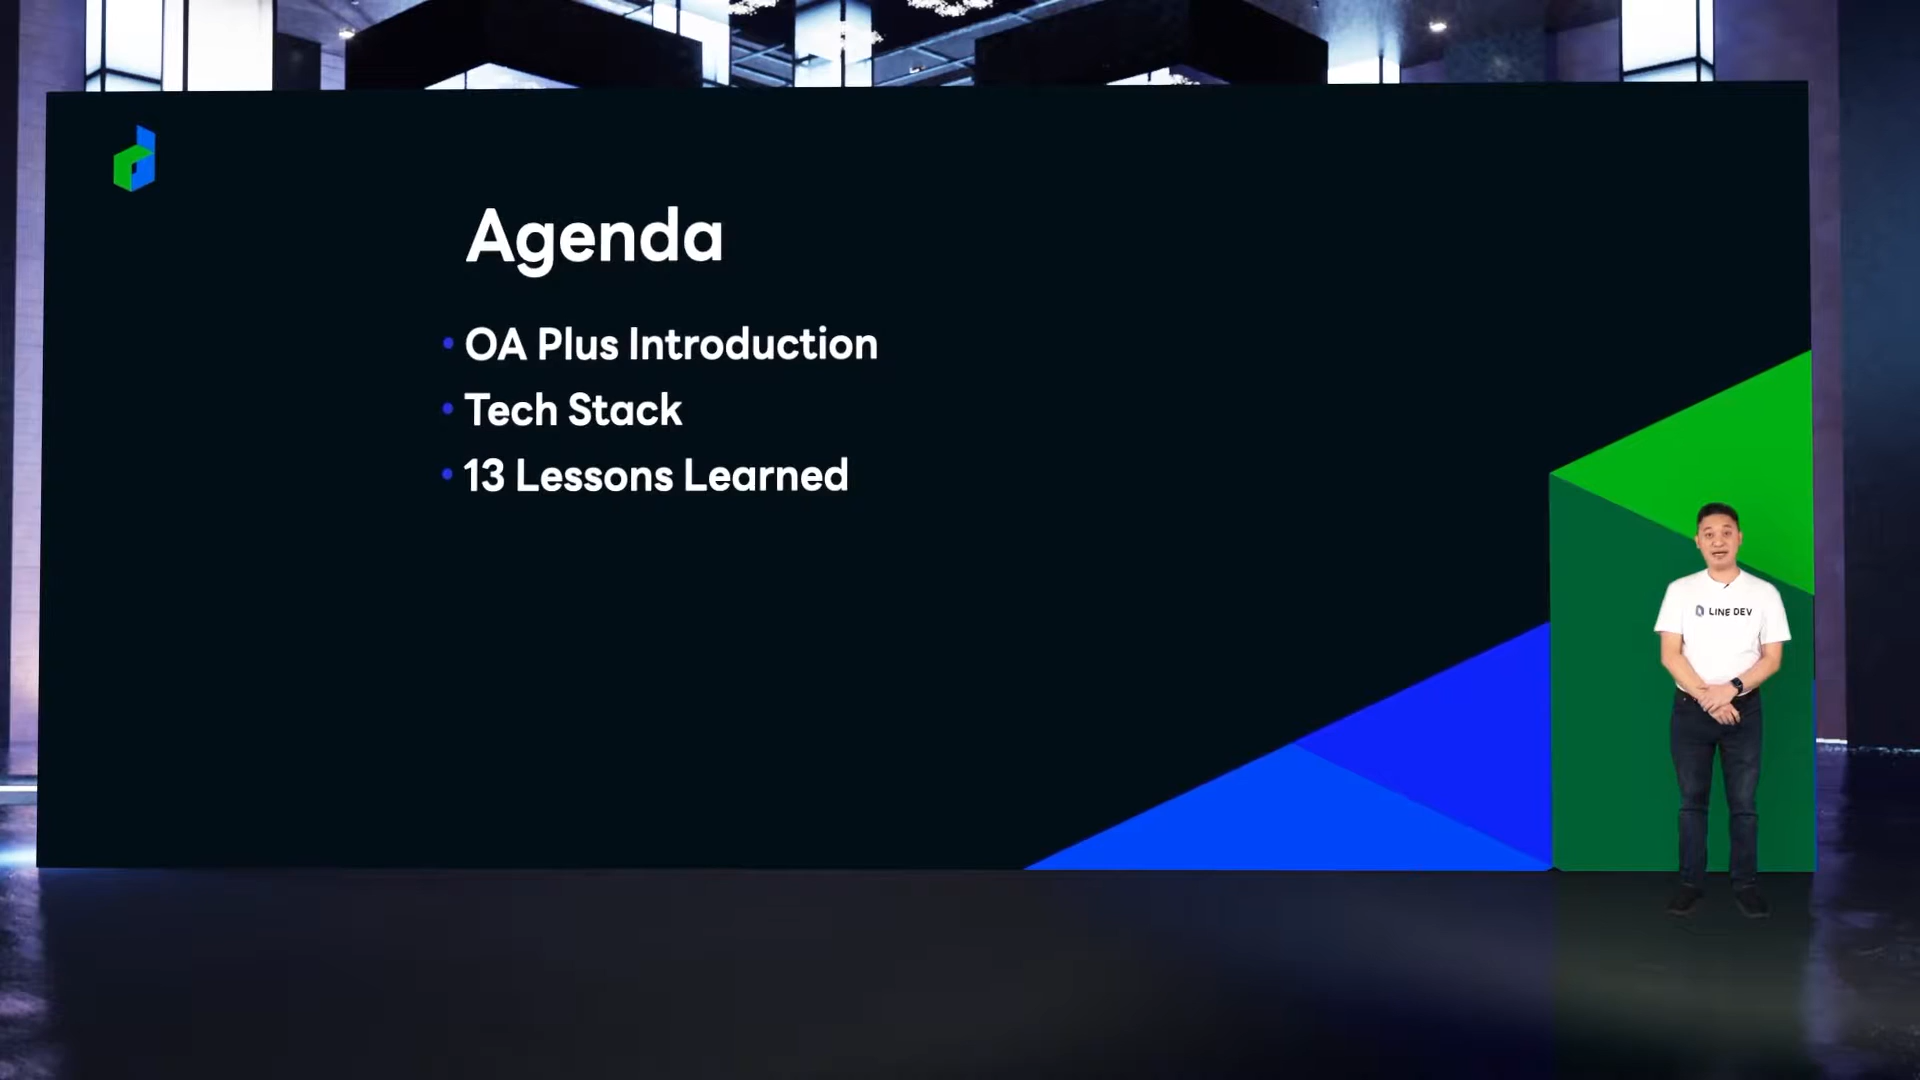 Agenda
• OA Plus Introduction
• Tech Stack
• 13 Lessons Learned
LINE DEV